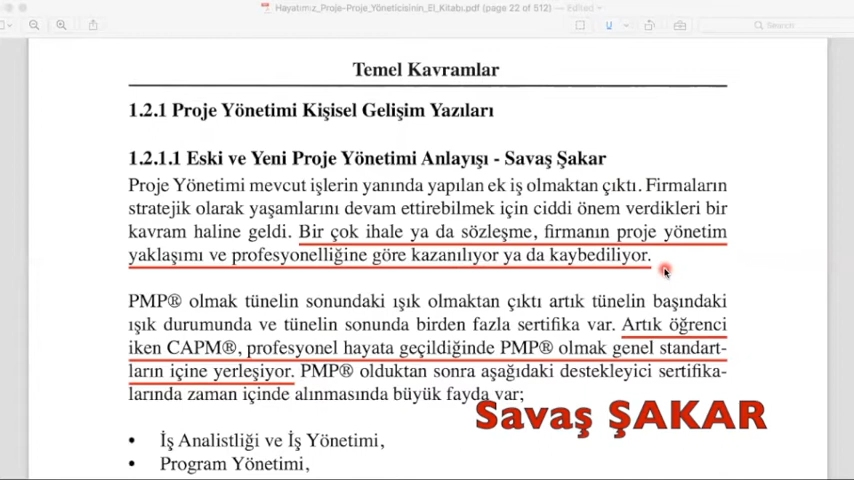 Hayatımız_Proje-Proje_Yöneticisinin_El_Kitabı.pdf (page 22 of 512) — Edited
Search
Temel Kavramlar
1.2.1 Proje Yönetimi Kişisel Gelişim Yazıları
1.2.1.1 Eski ve Yeni Proje Yönetimi Anlayışı - Savaş Şakar
Proje Yönetimi mevcut işlerin yanında yapılan ek iş olmaktan çıktı. Firmaların
stratejik olarak yaşamlarını devam ettirebilmek için ciddi önem verdikleri bir
kavram haline geldi. Bir çok ihale ya da sözleşme, firmanın proje yönetim
yaklaşımı ve profesyonelliğine göre kazanılıyor ya da kaybediliyor.
PMP® olmak tünelin sonundaki ışık olmaktan çıktı artık tünelin başındaki
ışık durumunda ve tünelin sonunda birden fazla sertifika var. Artık öğrenci
iken CAPM®, profesyonel hayata geçildiğinde PMP® olmak genel standart-
ların içine yerleşiyor. PMP® olduktan sonra aşağıdaki destekleyici sertifika-
larında zaman içinde alınmasında büyük fayda var;
Savaş ŞAKAR
• İş Analistliği ve İş Yönetimi,
• Program Yönetimi,